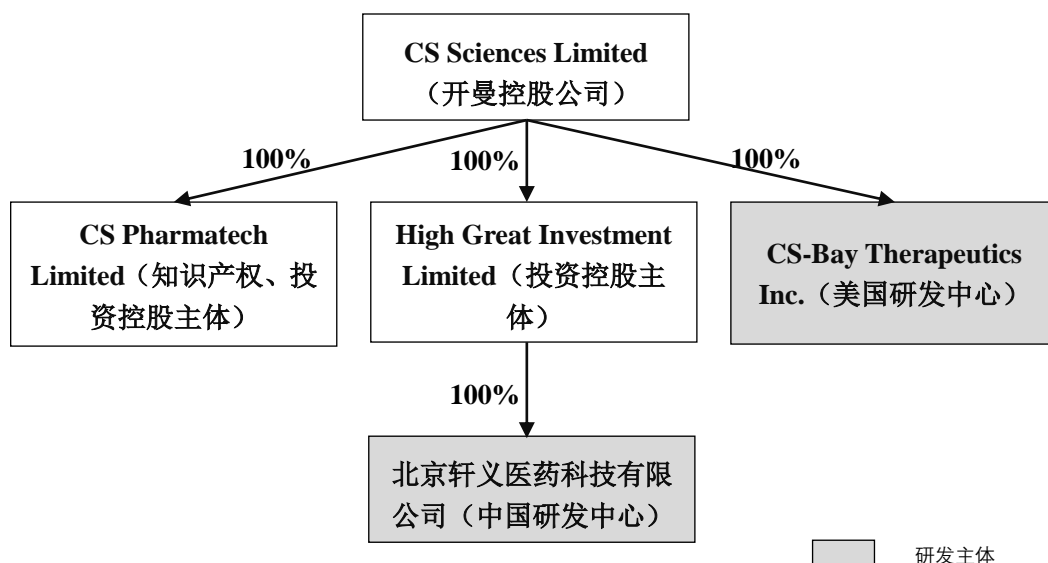 CS Sciences Limited
（开曼控股公司）
100%
100%
100%
CS Pharmatech
Limited（知识产权、投
资控股主体）
High Great Investment
Limited（投资控股主
体）
CS-Bay Therapeutics
Inc.（美国研发中心）
100%
北京轩义医药科技有限
公司（中国研发中心）
研发主体